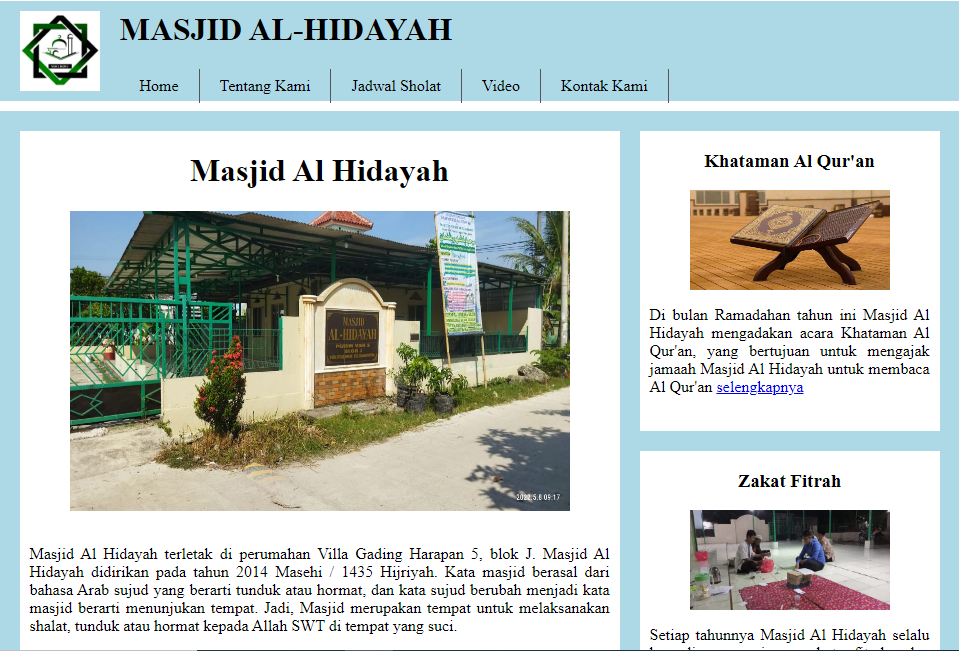 MASJID AL-HIDAYAH
Home
Tentang Kami
Jadwal Sholat
Video
Kontak Kami
Masjid Al Hidayah
MASJID
AL-HIDAYAH
2022.5.8 09:17
Masjid Al Hidayah terletak di perumahan Villa Gading Harapan 5, blok J. Masjid Al
Hidayah didirikan pada tahun 2014 Masehi / 1435 Hijriyah. Kata masjid berasal dari
bahasa Arab sujud yang berarti tunduk atau hormat, dan kata sujud berubah menjadi kata
masjid berarti menunjukan tempat. Jadi, Masjid merupakan tempat untuk melaksanakan
shalat, tunduk atau hormat kepada Allah SWT di tempat yang suci.
Khataman Al Qur'an
Di bulan Ramadahan tahun ini Masjid Al
Hidayah mengadakan acara Khataman Al
Qur'an, yang bertujuan untuk mengajak
jamaah Masjid Al Hidayah untuk membaca
Al Qur'an selengkapnya
Zakat Fitrah
Setiap tahunnya Masjid Al Hidayah selalu